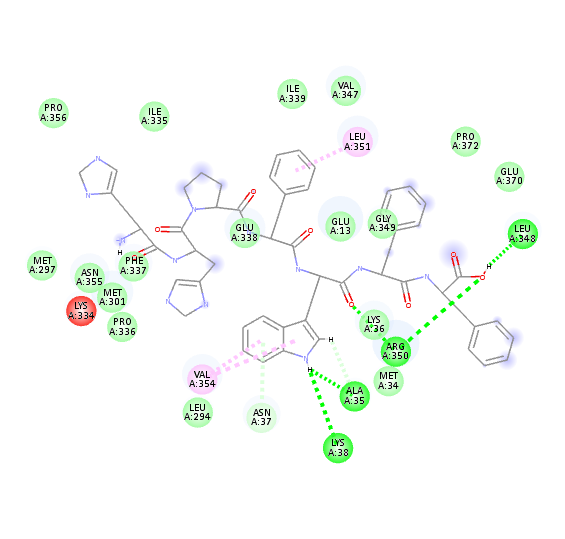 ILE
A:339
VAL
A:347
PRO
A:356
ILE
A:335
LEU
A:351
PRO
A:372
N
GLU
A:370
N
O
O
N
O
GLU
A:338
GLU
A:13
GLY
A:349
LEU
A:348
NH
H
O
O
O
H
MET
A:297
PHE
A:337
N
N
N
N
OH
ASN
A:355
MET
A:301
N
N
O
O
LYS
A:334
PRO
A:336
LYS
A:36
H
ARG
A:350
N
H
VAL
A:354
MET
A:34
ALA
A:35
LEU
A:294
ASN
A:37
LYS
A:38